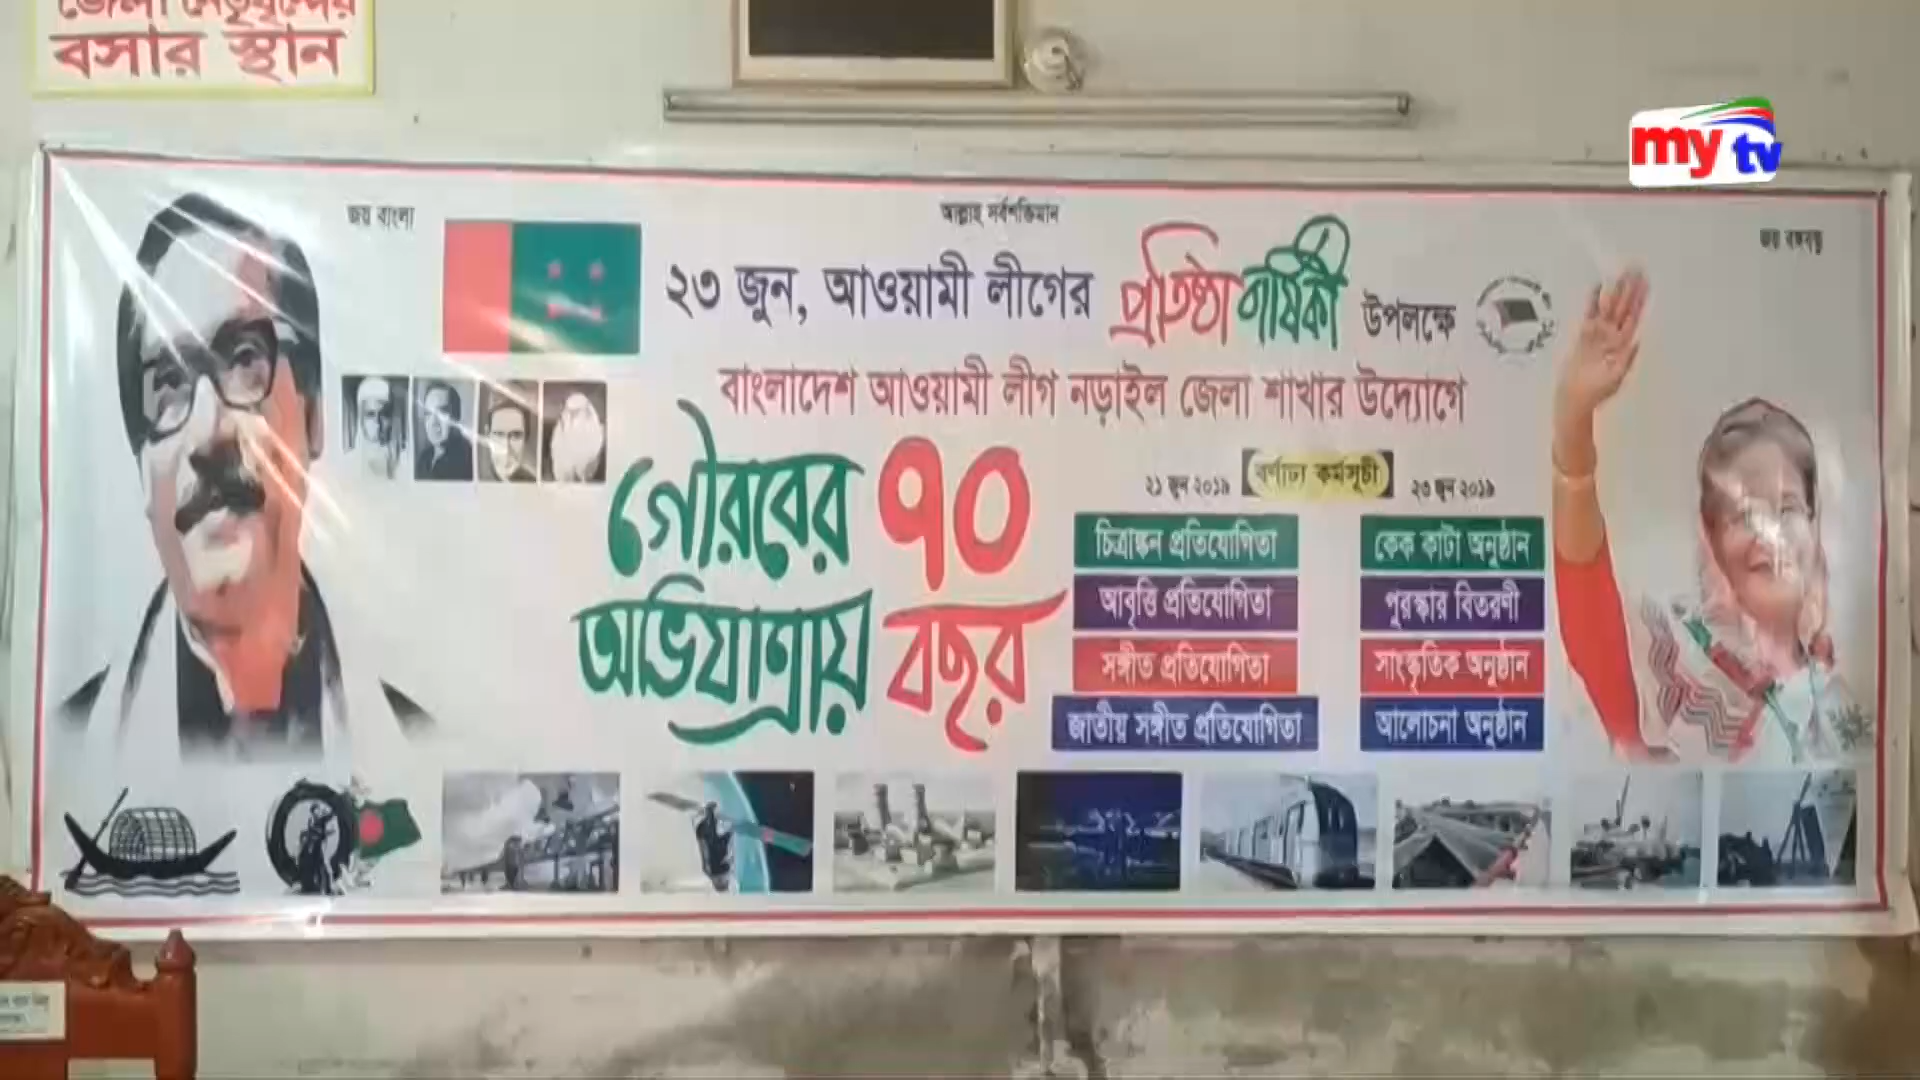 জেলা নেতৃবৃন্দের
বসার স্থান
my tv
জয় বাংলা
আল্লাহ সর্বশক্তিমান
জয় বঙ্গবন্ধু
২৩ জুন, আওয়ামী লীগের প্রতিষ্ঠা বার্ষিকী উপলক্ষে
বাংলাদেশ আওয়ামী লীগ নড়াইল জেলা শাখার উদ্যোগে
গৌরবের ৭০
অভিযাত্রায় বছর
২১ জুন ২০১৯ বর্ণাঢ্য কর্মসূচী ২৩ জুন ২০১৯
চিত্রাঙ্কন প্রতিযোগিতা কেক কাটা অনুষ্ঠান
আবৃত্তি প্রতিযোগিতা পুরস্কার বিতরণী
সঙ্গীত প্রতিযোগিতা সাংস্কৃতিক অনুষ্ঠান
জাতীয় সঙ্গীত প্রতিযোগিতা আলোচনা অনুষ্ঠান